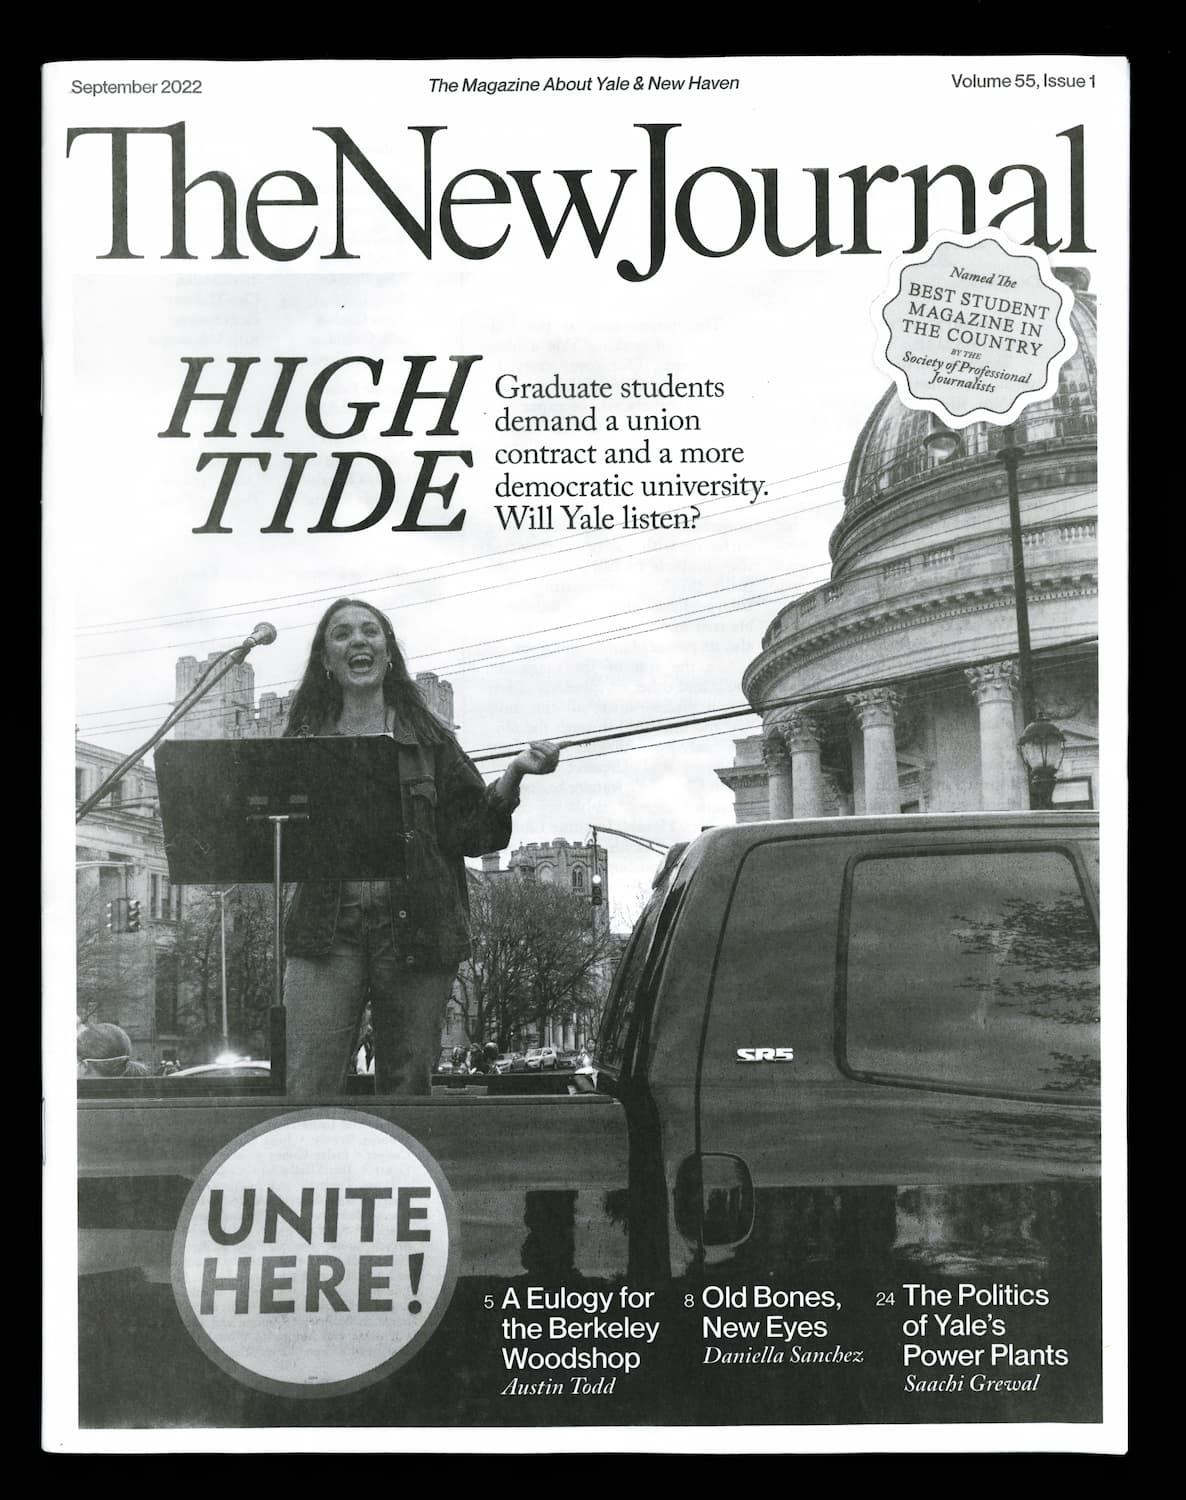 September 2022
The Magazine About Yale & New Haven
Volume 55, Issue 1
The New Journal
Named The
BEST STUDENT
MAGAZINE IN
THE COUNTRY
BY THE
Society of Professional
Journalists
HIGH
TIDE
Graduate students
demand a union
contract and a more
democratic university.
Will Yale listen?
SR5
UNITE
HERE!
5 A Eulogy for
the Berkeley
Woodshop
Austin Todd
8 Old Bones,
New Eyes
Daniella Sanchez
24 The Politics
of Yale's
Power Plants
Saachi Grewal